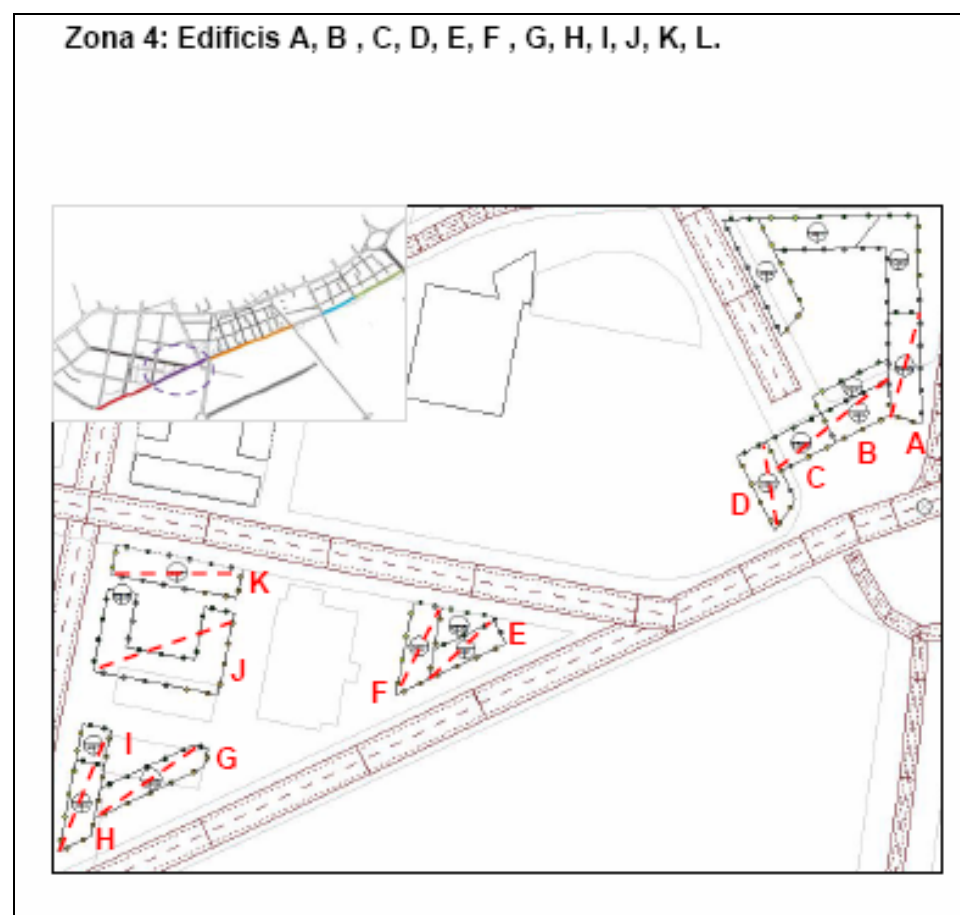 Zona 4: Edificis A, B , C, D, E, F , G, H, I, J, K, L.
A
B
C
D
K
E
J
F
I
G
H